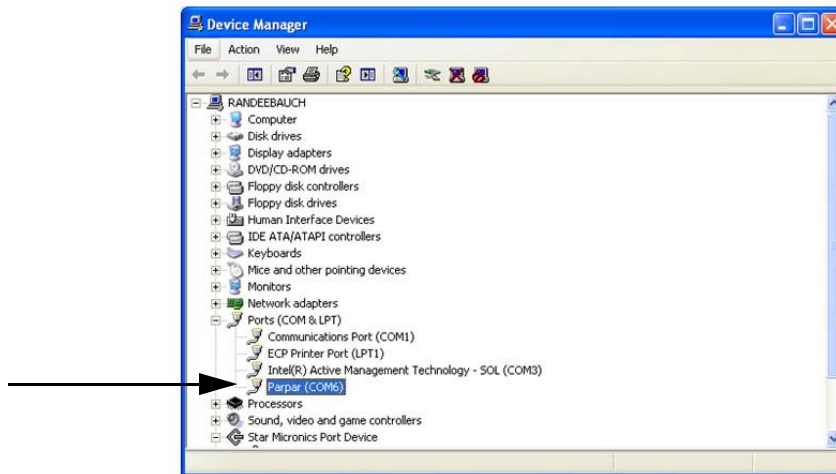 Device Manager
File Action View Help
RANDEEBAUCH
Computer
Disk drives
Display adapters
DVD/CD-ROM drives
Floppy disk controllers
Floppy disk drives
Human Interface Devices
IDE ATA/ATAPI controllers
Keyboards
Mice and other pointing devices
Monitors
Network adapters
Ports (COM & LPT)
Communications Port (COM1)
ECP Printer Port (LPT1)
Intel(R) Active Management Technology - SOL (COM3)
Parpar (COM6)
Processors
Sound, video and game controllers
Star Micronics Port Device